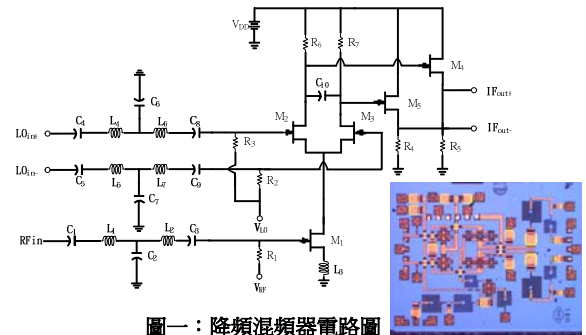 VDD
R6
R7
M4
C10
IFout+
C6
M2
M3
M5
C4
L4
L6
C8
LOin+
IFout-
R3
R4
R5
LOin-
C5
L5
L7
C9
R2
C7
VLO
C1
L1
L2
C3
M1
RFin
C2
R1
L3
VRF
圖一：降頻混頻器電路圖